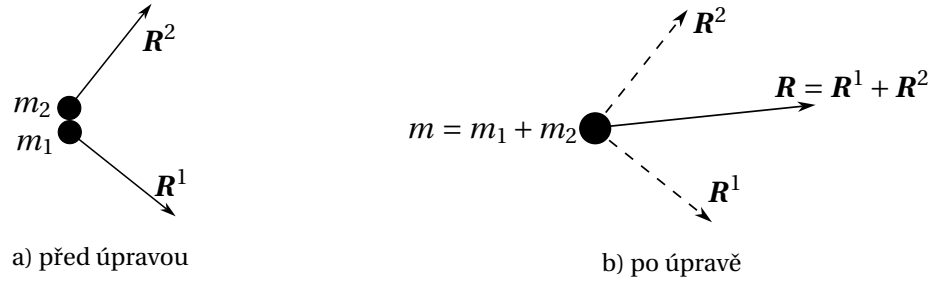 R²
m₂
m₁
R¹
a) před úpravou
R²
R = R¹ + R²
m = m₁ + m₂
R¹
b) po úpravě